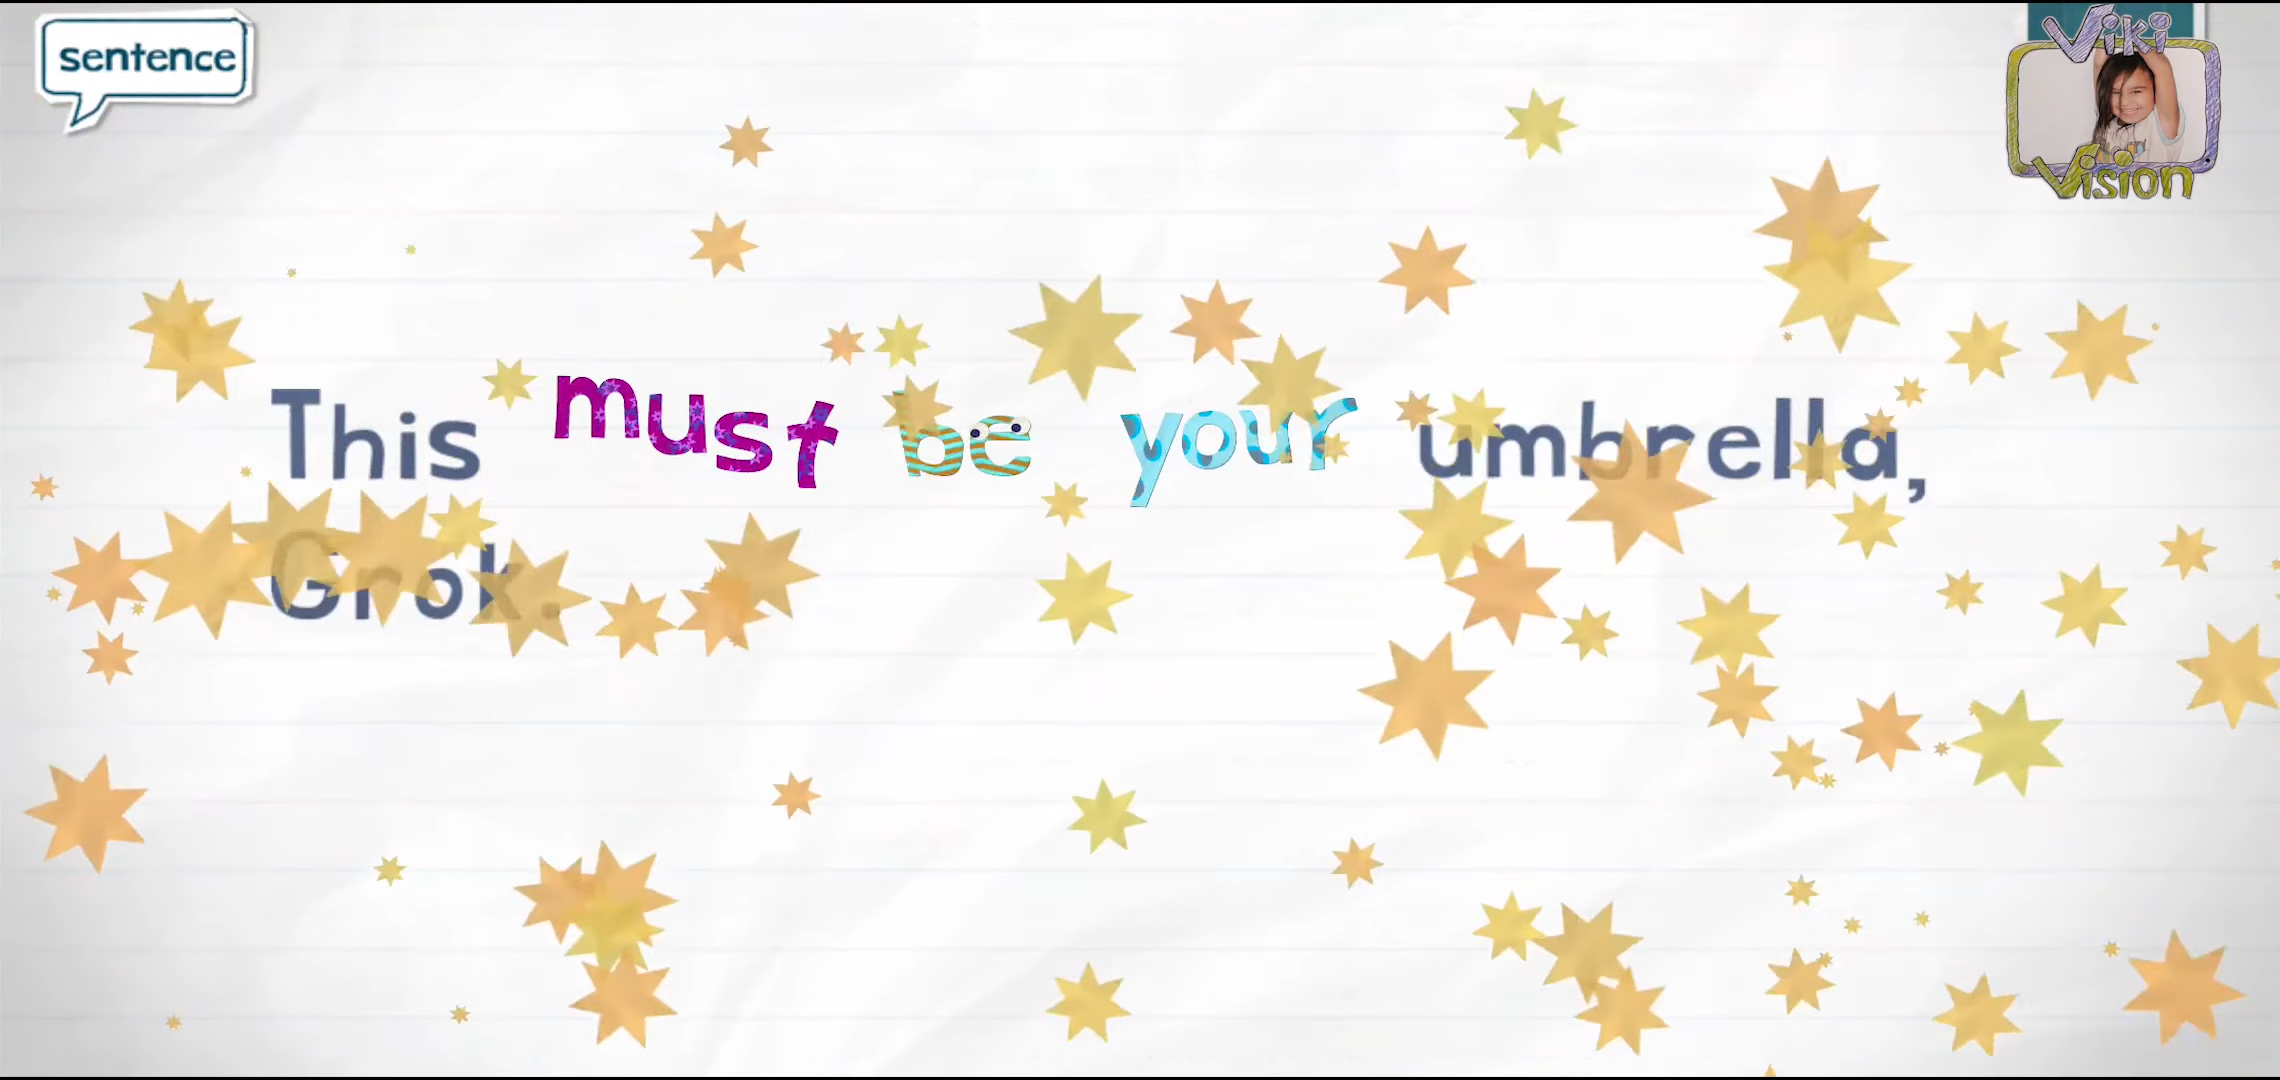 sentence
Viki
Vision
This must be your umbrella,
Grok.